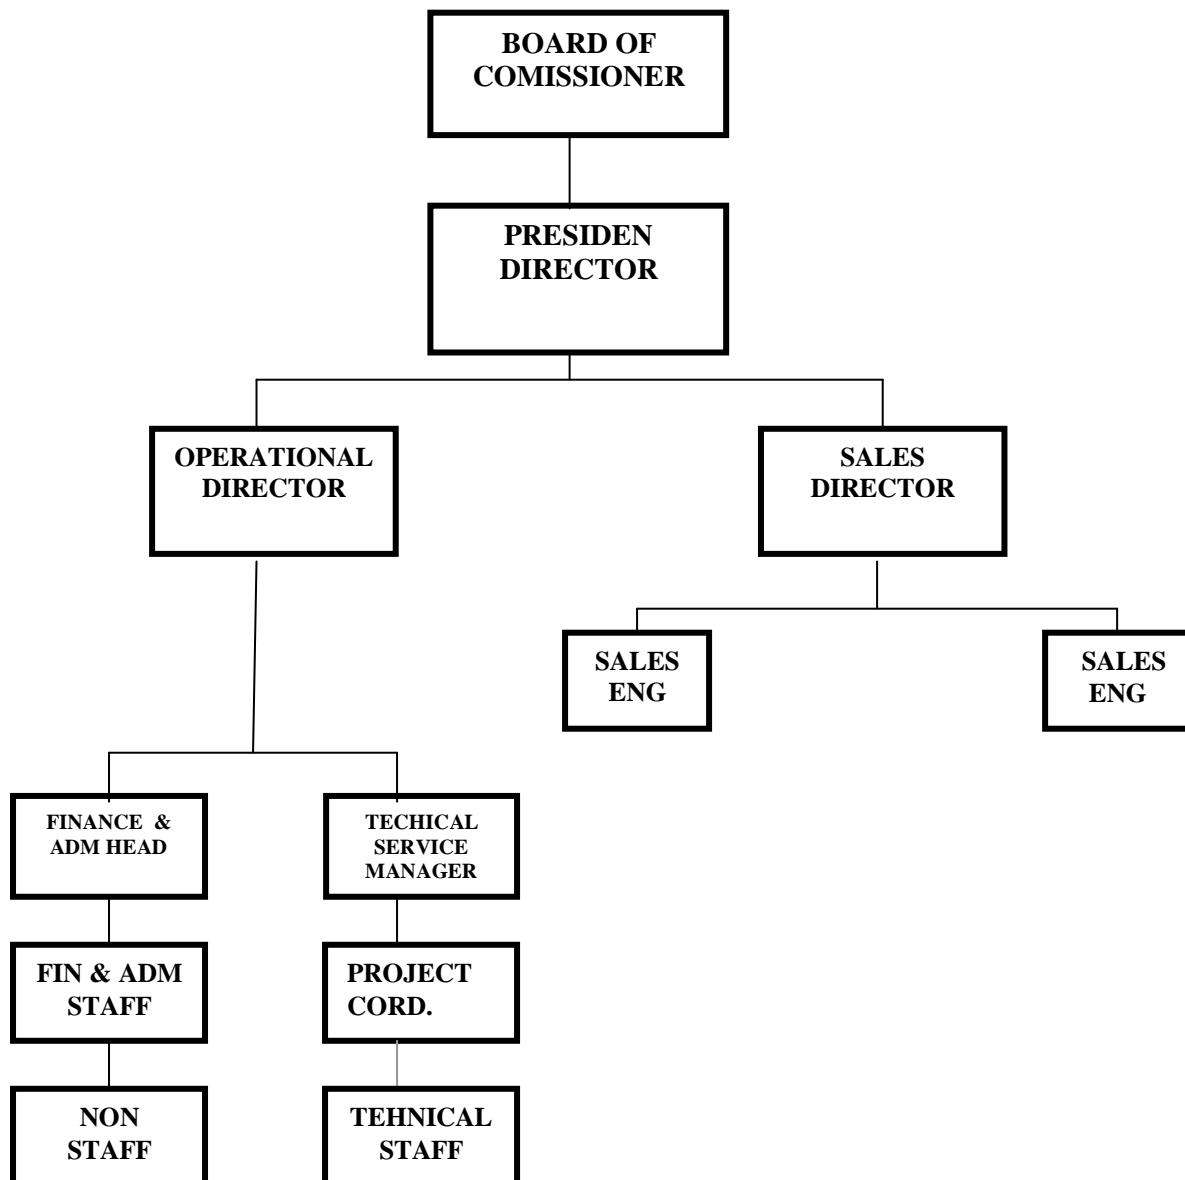 BOARD OF
COMISSIONER
PRESIDEN
DIRECTOR
OPERATIONAL
DIRECTOR
SALES
DIRECTOR
SALES
ENG
SALES
ENG
FINANCE &
ADM HEAD
TECHICAL
SERVICE
MANAGER
FIN & ADM
STAFF
PROJECT
CORD.
NON
STAFF
TEHNICAL
STAFF